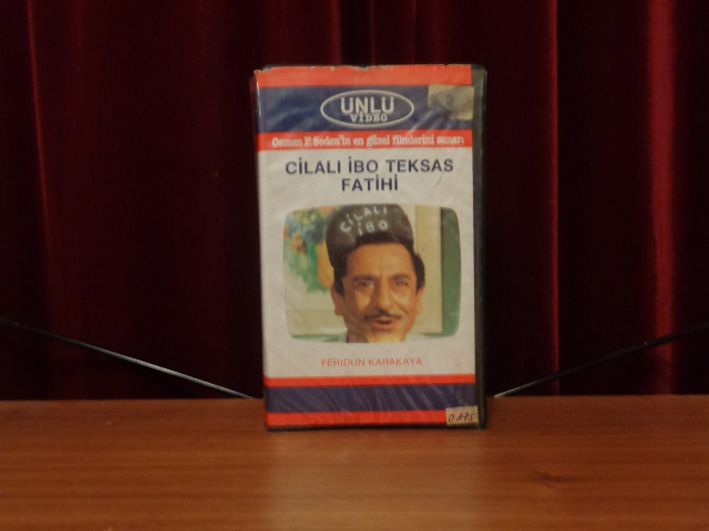 ÜNLÜ
VİDEO
Osman F. Seden'in en güzel filmlerini sunar:
CİLALI İBO TEKSAS
FATİHİ
CİLALI
İBO
FERİDUN KARAKAYA